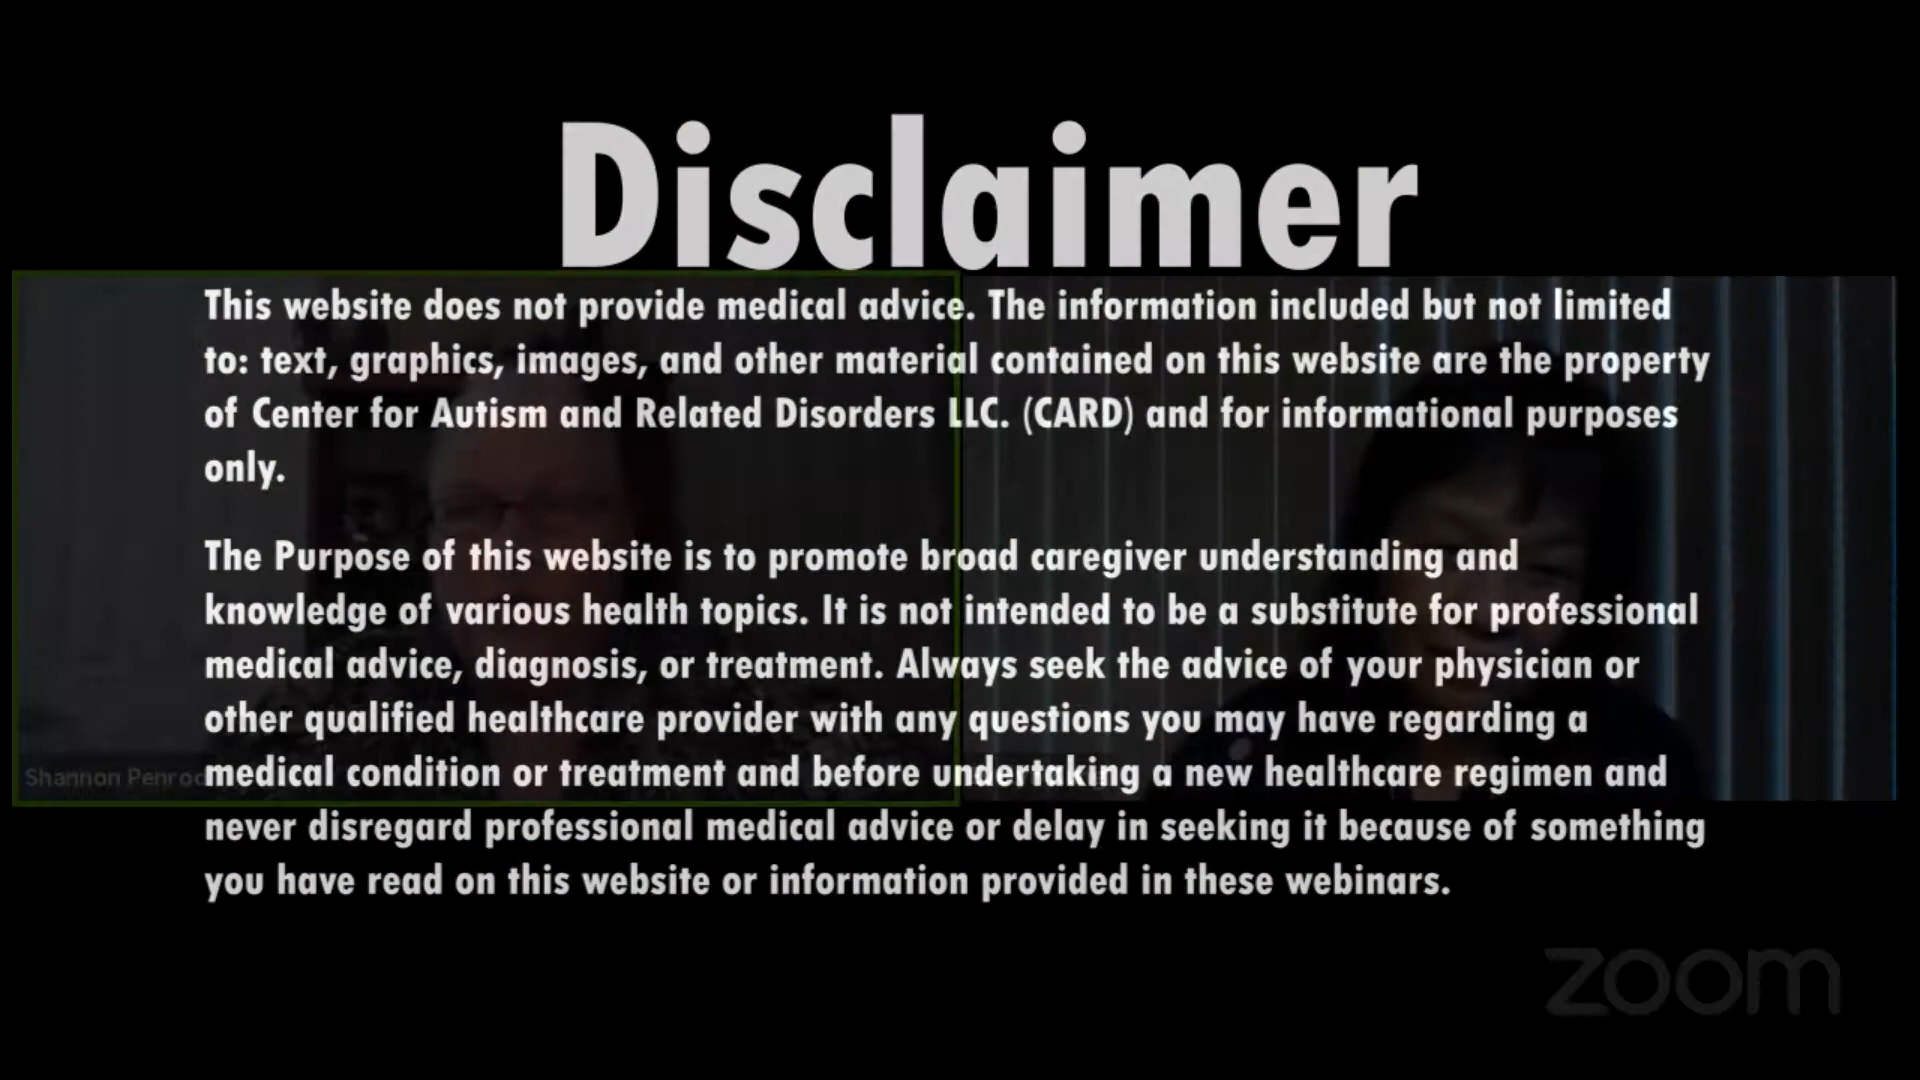 Disclaimer
This website does not provide medical advice. The information included but not limited
to: text, graphics, images, and other material contained on this website are the property
of Center for Autism and Related Disorders LLC. (CARD) and for informational purposes
only.
The Purpose of this website is to promote broad caregiver understanding and
knowledge of various health topics. It is not intended to be a substitute for professional
medical advice, diagnosis, or treatment. Always seek the advice of your physician or
other qualified healthcare provider with any questions you may have regarding a
medical condition or treatment and before undertaking a new healthcare regimen and
never disregard professional medical advice or delay in seeking it because of something
you have read on this website or information provided in these webinars.
Shannon Penrod
zoom